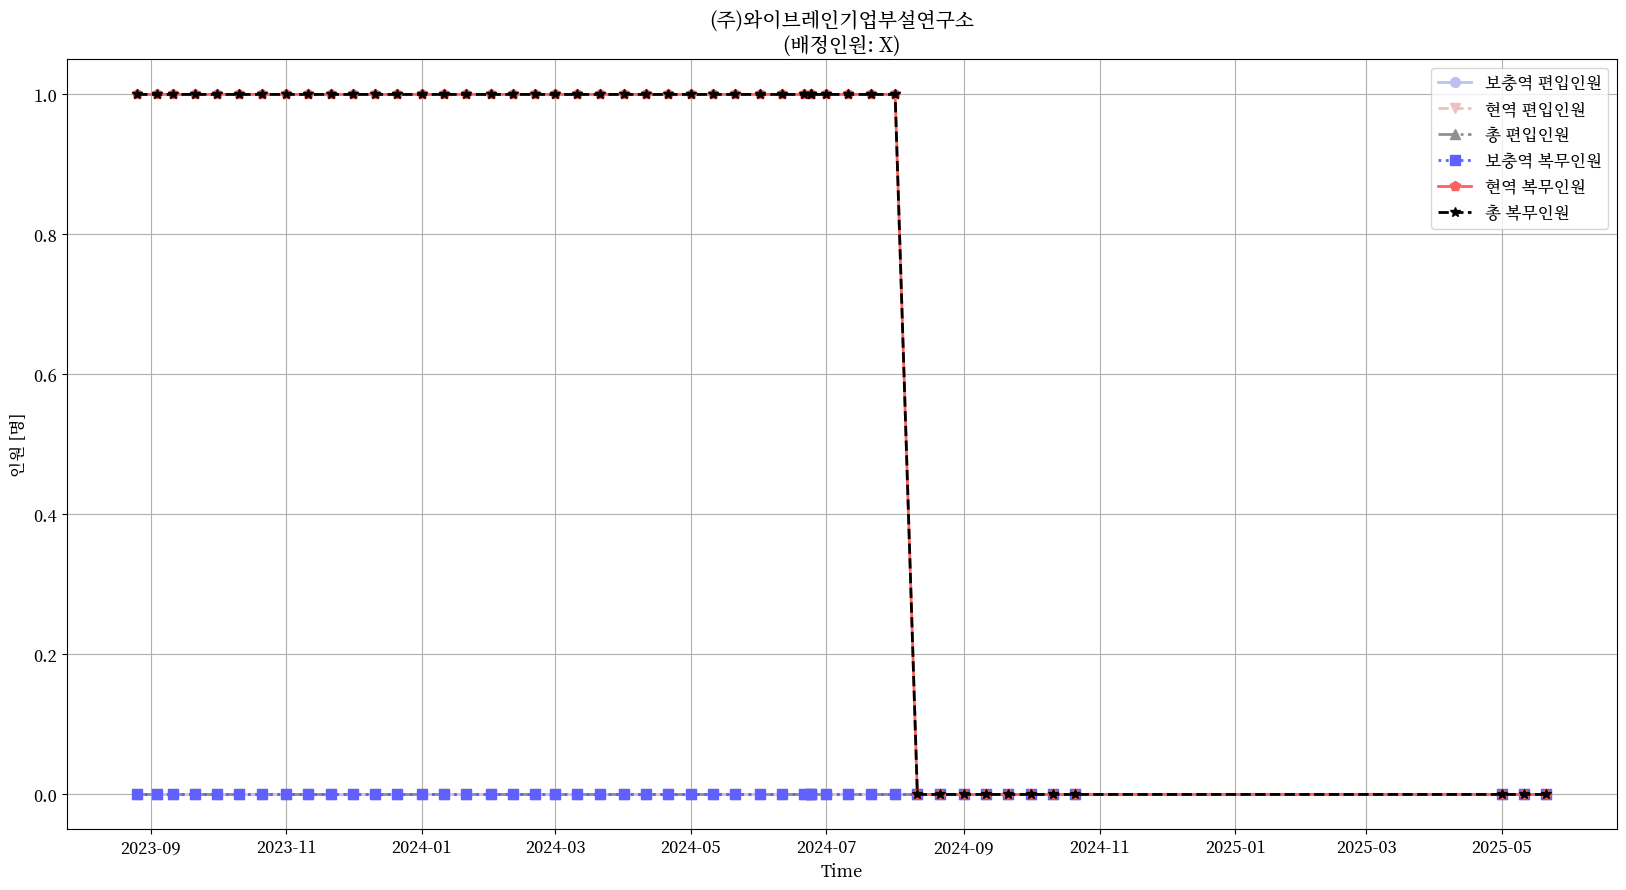 (주)와이브레인기업부설연구소
(배정인원: X)
1.0
0.8
0.6
0.4
0.2
0.0
인원 [명]
보충역 편입인원
현역 편입인원
총 편입인원
보충역 복무인원
현역 복무인원
총 복무인원
2023-09 2023-11 2024-01 2024-03 2024-05 2024-07 2024-09 2024-11 2025-01 2025-03 2025-05
Time